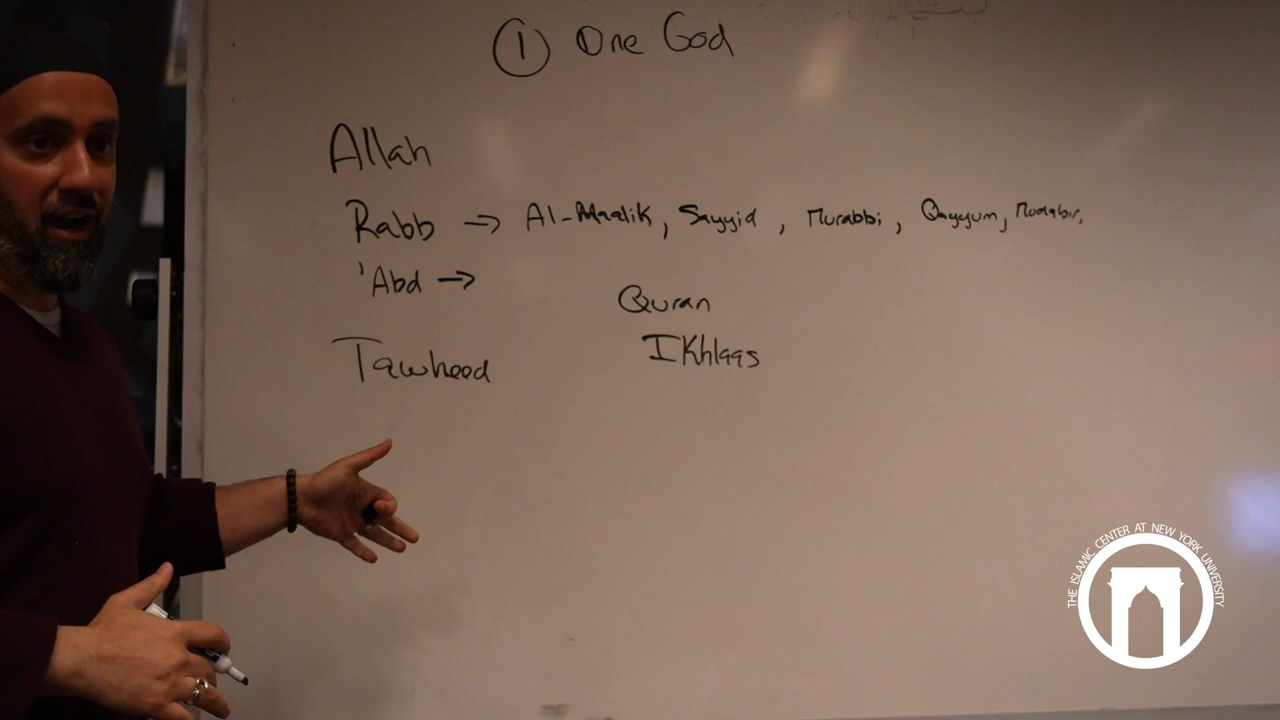 ① One God
Allah
Rabb → Al-Maalik, Sayyid, Murabbi, Qayyum, Mudabir,
'Abd →
Quran
IKhlaas
Tawheed
THE ISLAMIC CENTER AT NEW YORK UNIVERSITY